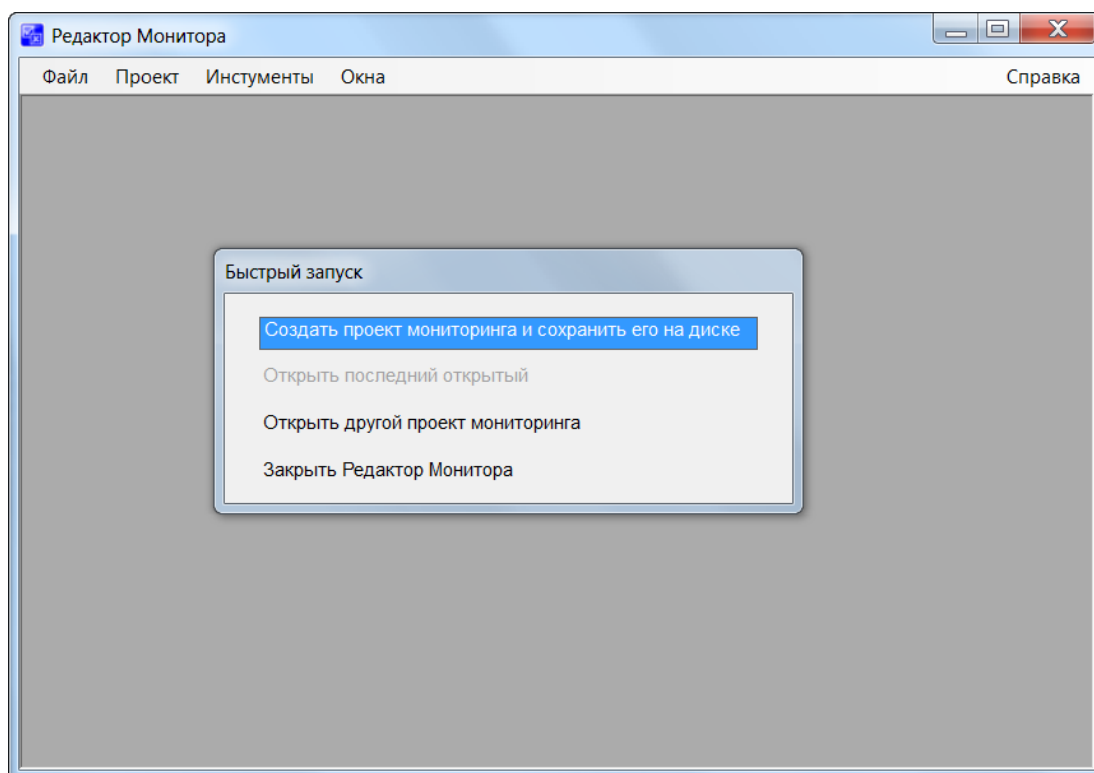 Редактор Монитора
Файл Проект Инстументы Окна Справка
Быстрый запуск
Создать проект мониторинга и сохранить его на диске
Открыть последний открытый
Открыть другой проект мониторинга
Закрыть Редактор Монитора